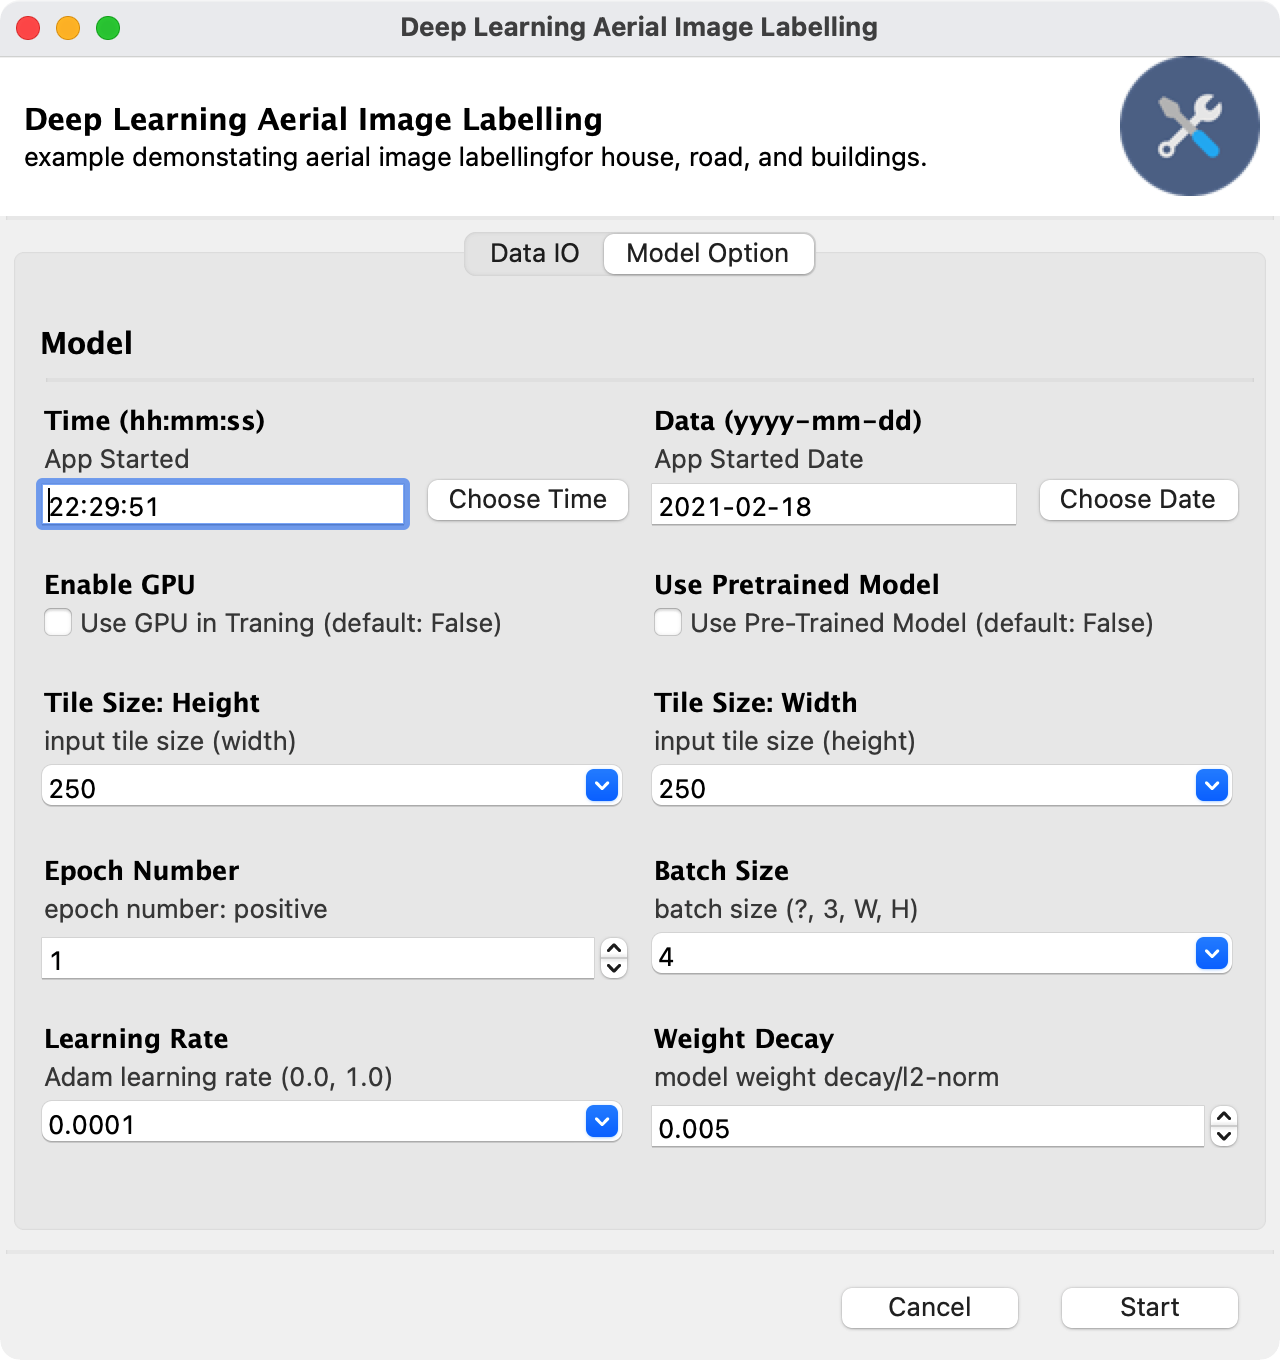 Deep Learning Aerial Image Labelling
Deep Learning Aerial Image Labelling
example demonstating aerial image labellingfor house, road, and buildings.
Data IO Model Option
Model
Time (hh:mm:ss)
App Started
22:29:51 Choose Time
Data (yyyy-mm-dd)
App Started Date
2021-02-18 Choose Date
Enable GPU
Use GPU in Traning (default: False)
Use Pretrained Model
Use Pre-Trained Model (default: False)
Tile Size: Height
input tile size (width)
250
Tile Size: Width
input tile size (height)
250
Epoch Number
epoch number: positive
1
Batch Size
batch size (?, 3, W, H)
4
Learning Rate
Adam learning rate (0.0, 1.0)
0.0001
Weight Decay
model weight decay/l2-norm
0.005
Cancel Start